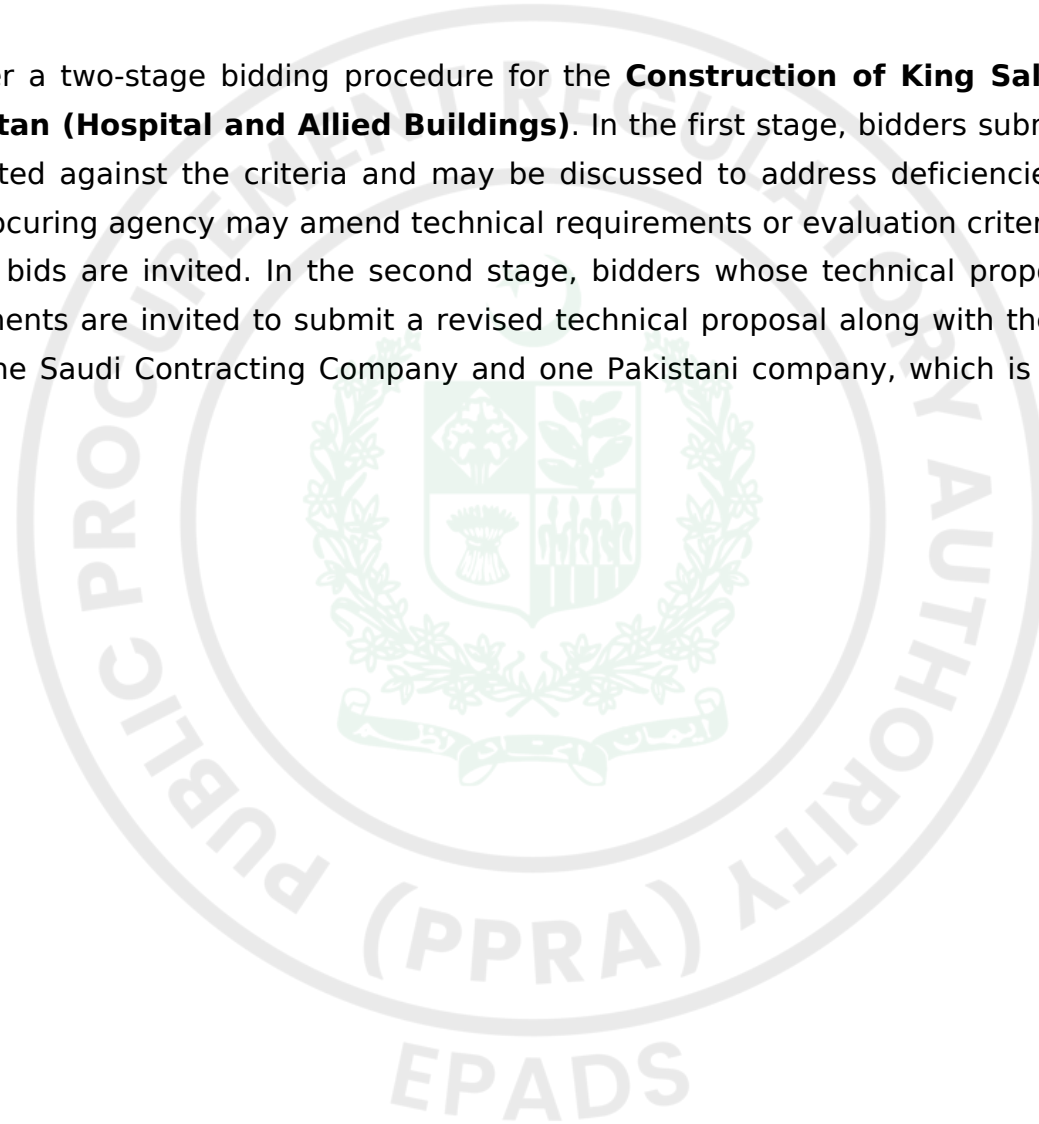 er a two-stage bidding procedure for the Construction of King Sal
tan (Hospital and Allied Buildings). In the first stage, bidders subr
ted against the criteria and may be discussed to address deficiencie
ocuring agency may amend technical requirements or evaluation criter
bids are invited. In the second stage, bidders whose technical prop
nents are invited to submit a revised technical proposal along with the
ne Saudi Contracting Company and one Pakistani company, which is
PUBLIC PROCUREMENT REGULATORY AUTHORITY
(PPRA)
EPADS